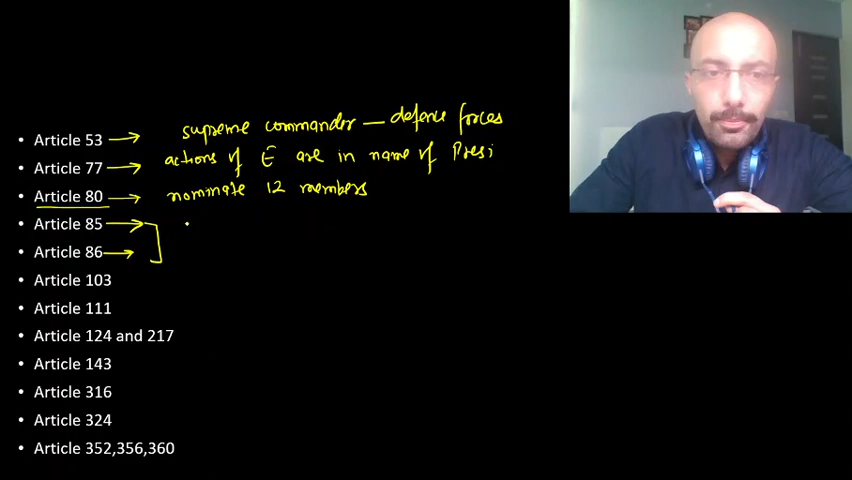 • Article 53 → supreme commander — defence forces
• Article 77 → actions of E are in name of Presi
• Article 80 → nominate 12 members
• Article 85 →
• Article 86 →
• Article 103
• Article 111
• Article 124 and 217
• Article 143
• Article 316
• Article 324
• Article 352,356,360